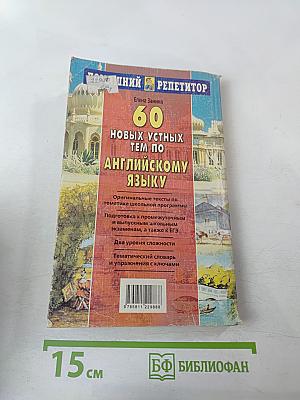 ДОМАШНИЙ РЕПЕТИТОР
Елена Занина
60
НОВЫХ УСТНЫХ
ТЕМ ПО
АНГЛИЙСКОМУ
ЯЗЫКУ
Оригинальные тексты по
тематике школьной программы
Подготовка к промежуточным
и выпускным школьным
экзаменам, а также к ЕГЭ
Два уровня сложности
Тематический словарь
и упражнения с ключами
15 см
БФ БИБЛИОФАН